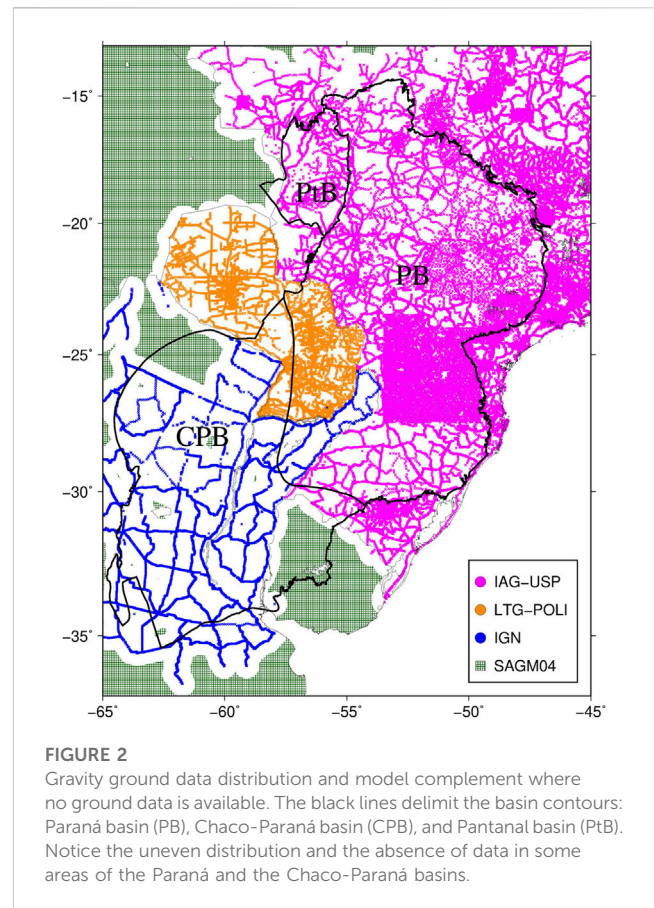 −15˚
−20˚
−25˚
−30˚
−35˚
PtB
PB
CPB
IAG−USP
LTG−POLI
IGN
SAGM04
−65˚ −60˚ −55˚ −50˚ −45˚
FIGURE 2
Gravity ground data distribution and model complement where
no ground data is available. The black lines delimit the basin contours:
Paraná basin (PB), Chaco-Paraná basin (CPB), and Pantanal basin (PtB).
Notice the uneven distribution and the absence of data in some
areas of the Paraná and the Chaco-Paraná basins.